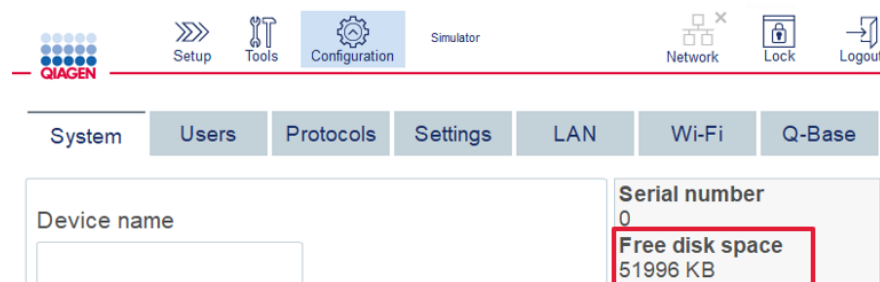 QIAGEN
Setup
Tools
Configuration
Simulator
Network
Lock
Logout
System
Users
Protocols
Settings
LAN
Wi-Fi
Q-Base
Device name
Serial number
0
Free disk space
51996 KB